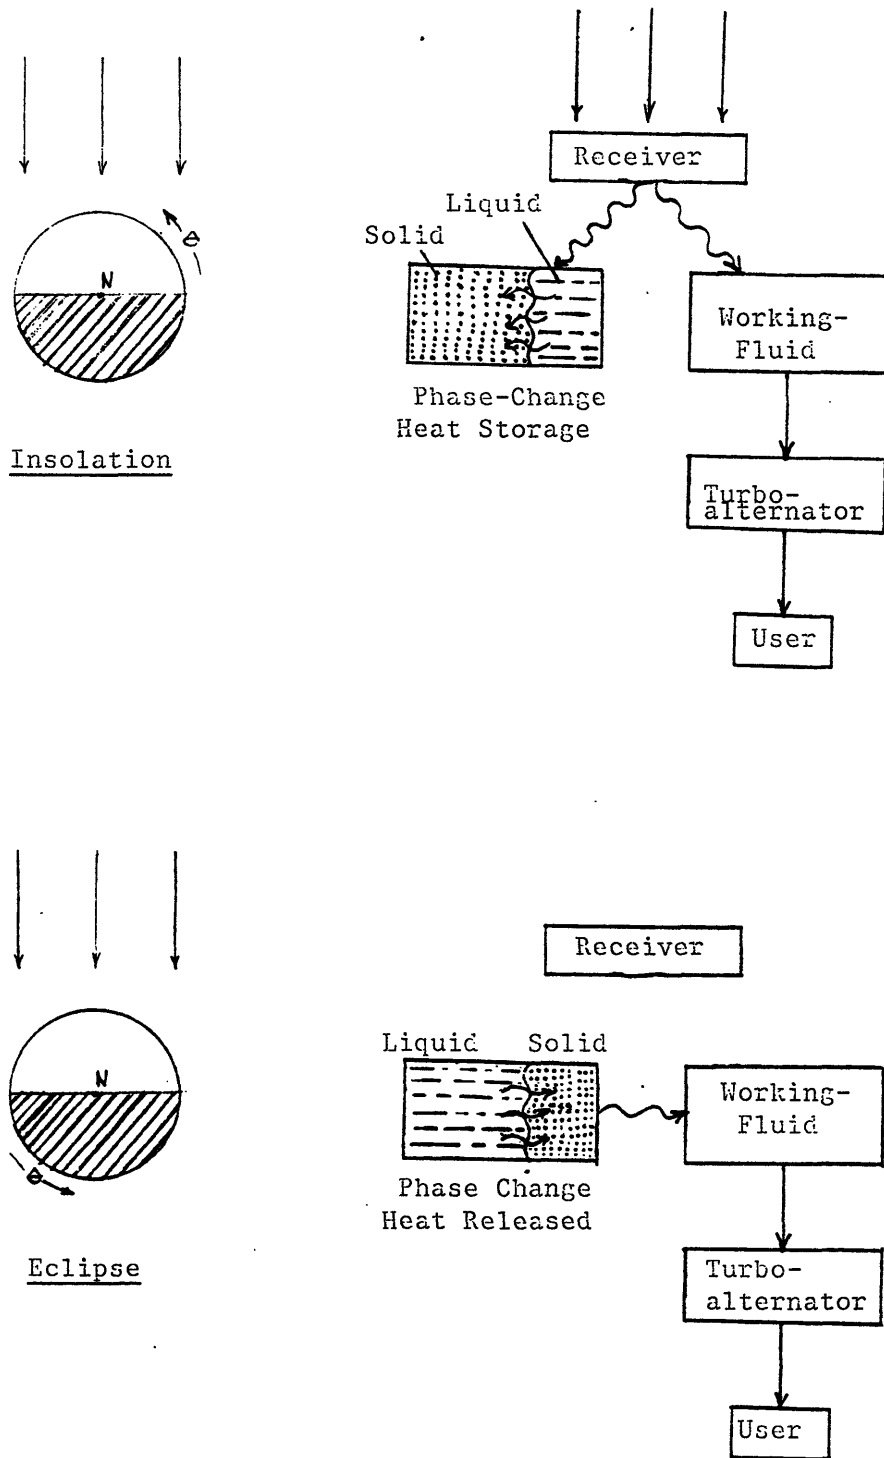 Receiver
Liquid
Solid
N
Working-
Fluid
Phase-Change
Heat Storage
Insolation
Turbo-
alternator
User
Receiver
Liquid Solid
N
Working-
Fluid
Phase Change
Heat Released
Eclipse
Turbo-
alternator
User